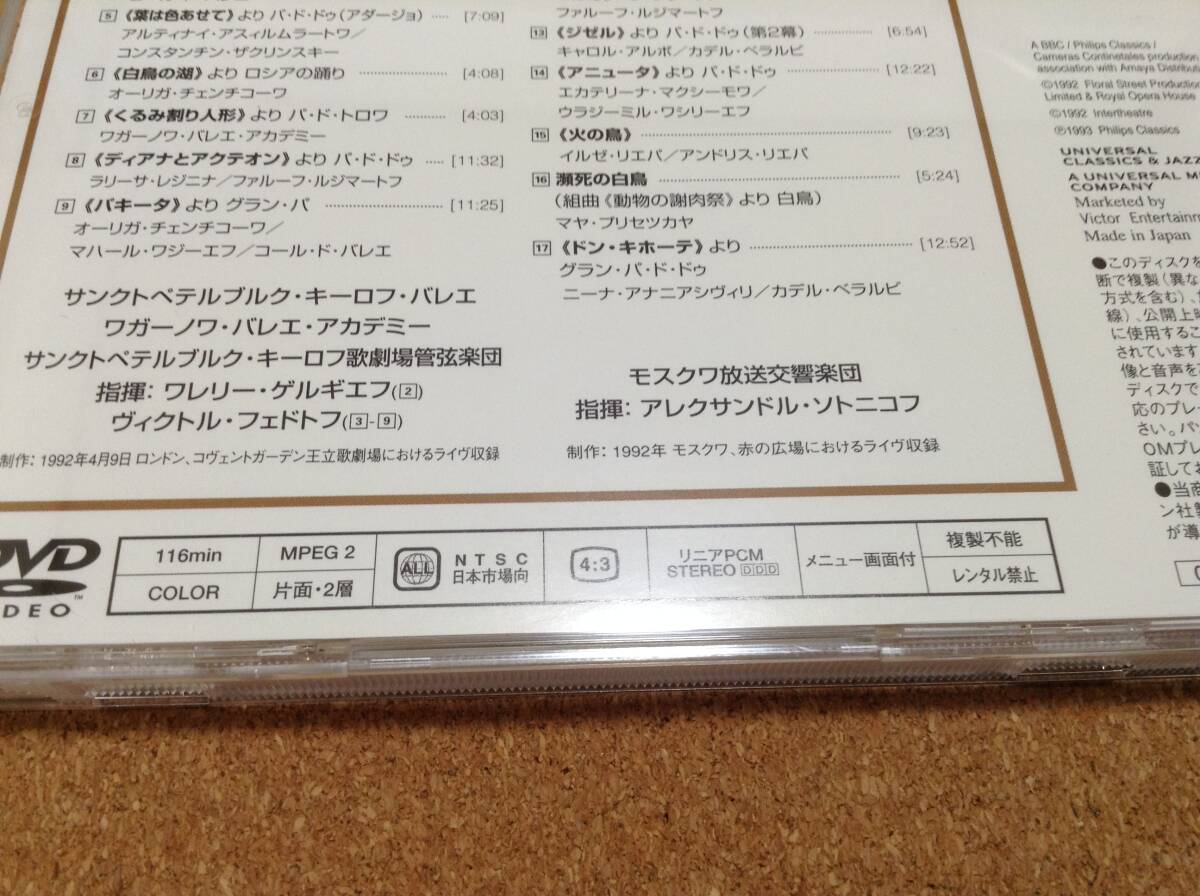 5 《葉は色あせて》より パ・ド・ドゥ(アダージョ) ‥‥ [7:09]
アルティナイ・アスィルムラートワ/
コンスタンチン・ザクリンスキー
6 《白鳥の湖》より ロシアの踊り ‥‥ [4:08]
オーリガ・チェンチコーワ
7 《くるみ割り人形》より パ・ド・トロワ ‥‥ [4:03]
ワガーノワ・バレエ・アカデミー
8 《ディアナとアクテオン》より パ・ド・ドゥ ‥‥ [11:32]
ラリーサ・レジニナ/ファルーフ・ルジマートフ
9 《パキータ》より グラン・パ ‥‥ [11:25]
オーリガ・チェンチコーワ/
マハール・ワジーエフ/コール・ド・バレエ
サンクトペテルブルク・キーロフ・バレエ
ワガーノワ・バレエ・アカデミー
サンクトペテルブルク・キーロフ歌劇場管弦楽団
指揮: ワレリー・ゲルギエフ(2)
ヴィクトル・フェドトフ(3-9)
制作: 1992年4月9日 ロンドン、コヴェントガーデン王立歌劇場におけるライヴ収録
ファルーフ・ルジマートフ
13 《ジゼル》より パ・ド・ドゥ(第2幕) ‥‥ [6:54]
キャロル・アルボ/カデル・ベラルビ
14 《アニュータ》より パ・ド・ドゥ ‥‥ [12:22]
エカテリーナ・マクシーモワ/
ウラジーミル・ワシリーエフ
15 《火の鳥》 ‥‥ [9:23]
イルゼ・リエパ/アンドリス・リエパ
16 瀕死の白鳥 ‥‥ [5:24]
(組曲《動物の謝肉祭》より 白鳥)
マヤ・プリセツカヤ
17 《ドン・キホーテ》より ‥‥ [12:52]
グラン・パ・ド・ドゥ
ニーナ・アナニアシヴィリ/カデル・ベラルビ
モスクワ放送交響楽団
指揮: アレクサンドル・ソトニコフ
制作: 1992年 モスクワ、赤の広場におけるライヴ収録
A BBC / Philips Classics /
Cameras Continetales production
association with Amaya Distribut
©1992 Floral Street Production
Limited & Royal Opera House
©1992 Intertheatre
℗1993 Philips Classics
UNIVERSAL
CLASSICS & JAZZ
A UNIVERSAL MU
COMPANY
Marketed by
Victor Entertainm
Made in Japan
●このディスクを
断で複製(異な
方式を含む)、
線)、公開上映
に使用するこ
されています
像と音声を
ディスクで
応のプレ
さい。パソ
OMプレ
証してお
●当商
ン社製
が導
DVD
VIDEO™
116min
COLOR
MPEG 2
片面・2層
ALL
NTSC
日本市場向
4:3
リニアPCM
STEREO DDD
メニュー画面付
複製不能
レンタル禁止